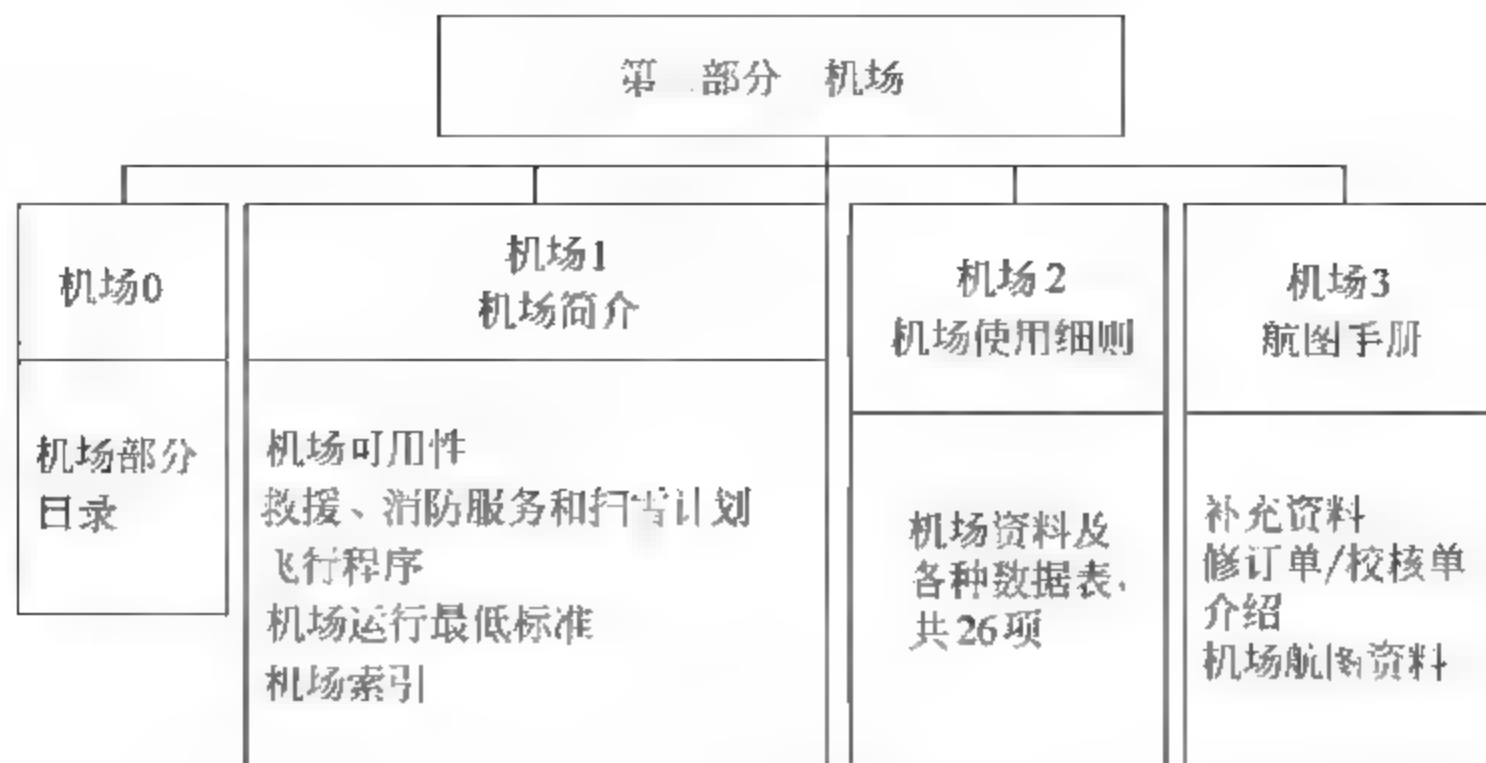 第 部分 机场
机场0
机场1
机场简介
机场2
机场使用细则
机场3
航图手册
机场部分
目录
机场可用性
救援、消防服务和扫雪计划
飞行程序
机场运行最低标准
机场索引
机场资料及
各种数据表,
共26项
补充资料
修订单/校核单
介绍
机场航图资料